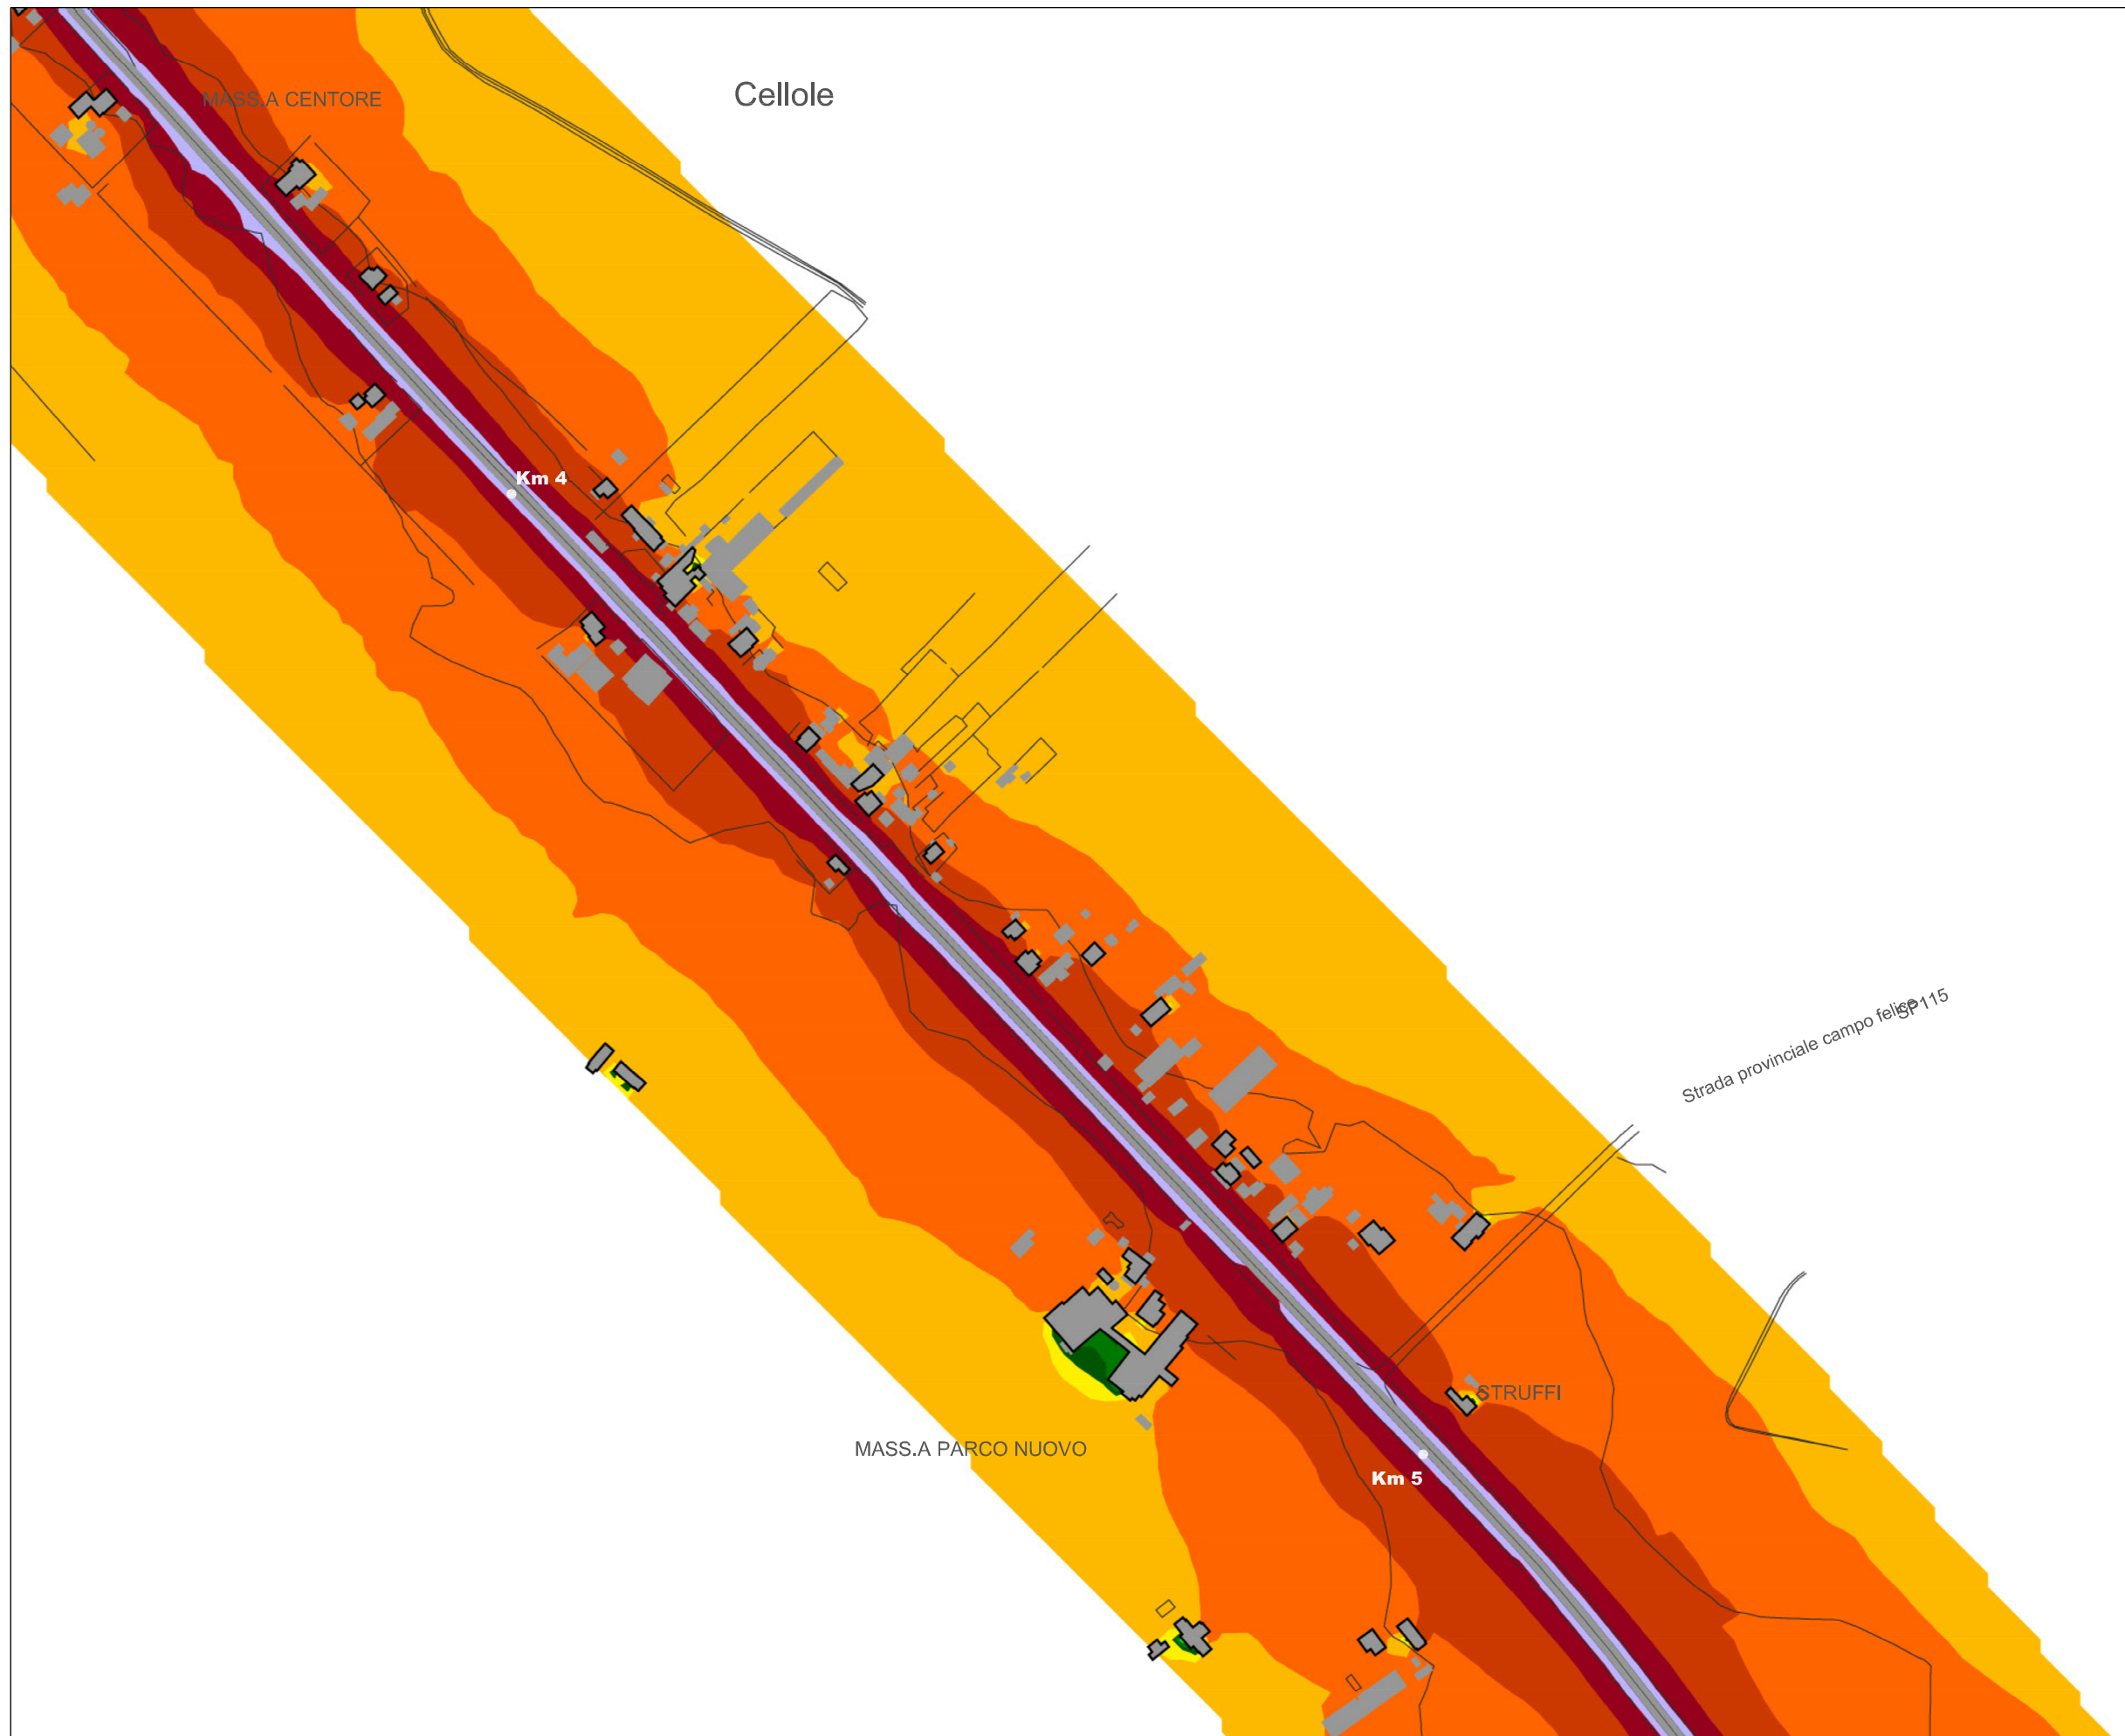 Cellole
MASS.A CENTORE
Km 4
Strada provinciale campo felice
SP115
STRUFFI
MASS.A PARCO NUOVO
Km 5